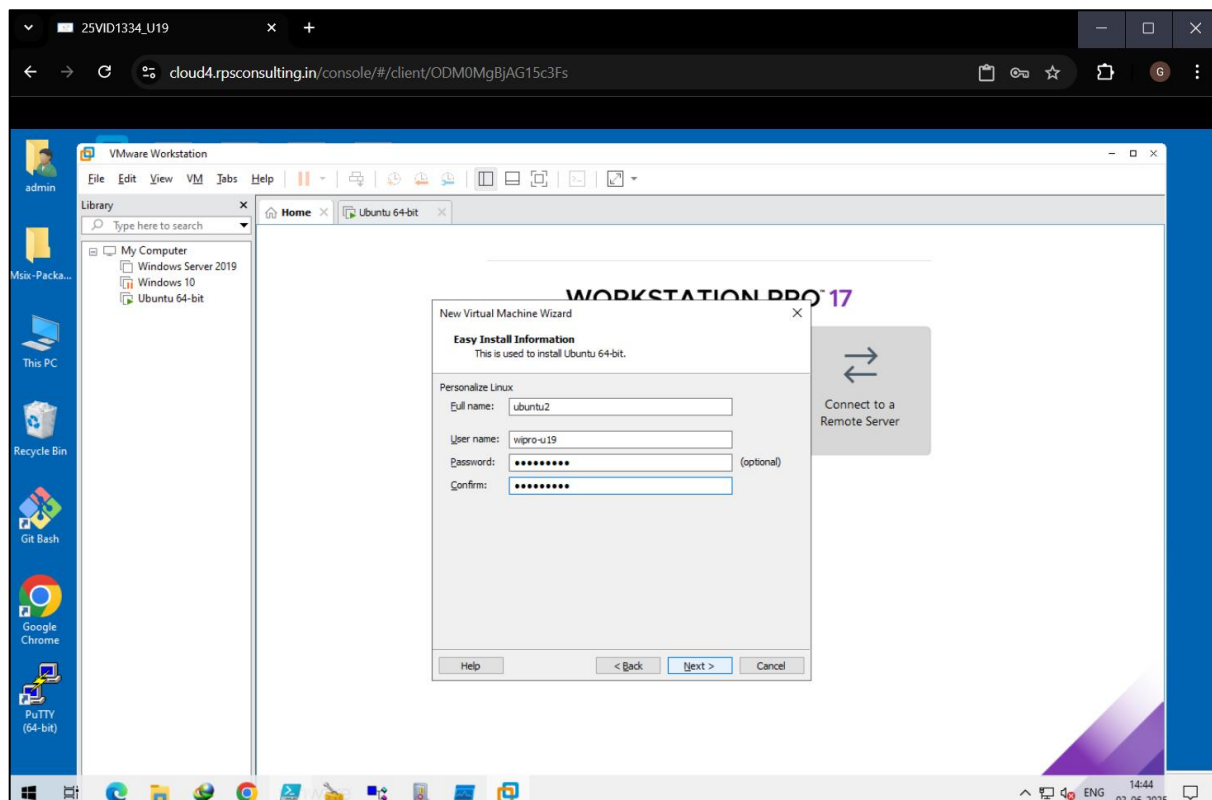 25VID1334_U19
cloud4.rpsconsulting.in/console/#/client/ODM0MgBjAG15c3Fs
G
admin
VMware Workstation
File Edit View VM Tabs Help
Library
Type here to search
Home
Ubuntu 64-bit
My Computer
Windows Server 2019
Windows 10
Ubuntu 64-bit
Msix-Packa...
This PC
Recycle Bin
Git Bash
Google
Chrome
PuTTY
(64-bit)
WORKSTATION PRO™ 17
Connect to a
Remote Server
New Virtual Machine Wizard
Easy Install Information
This is used to install Ubuntu 64-bit.
Personalize Linux
Full name: ubuntu2
User name: wipro-u19
Password: ●●●●●●●●● (optional)
Confirm: ●●●●●●●●●
Help < Back Next > Cancel
ENG
14:44